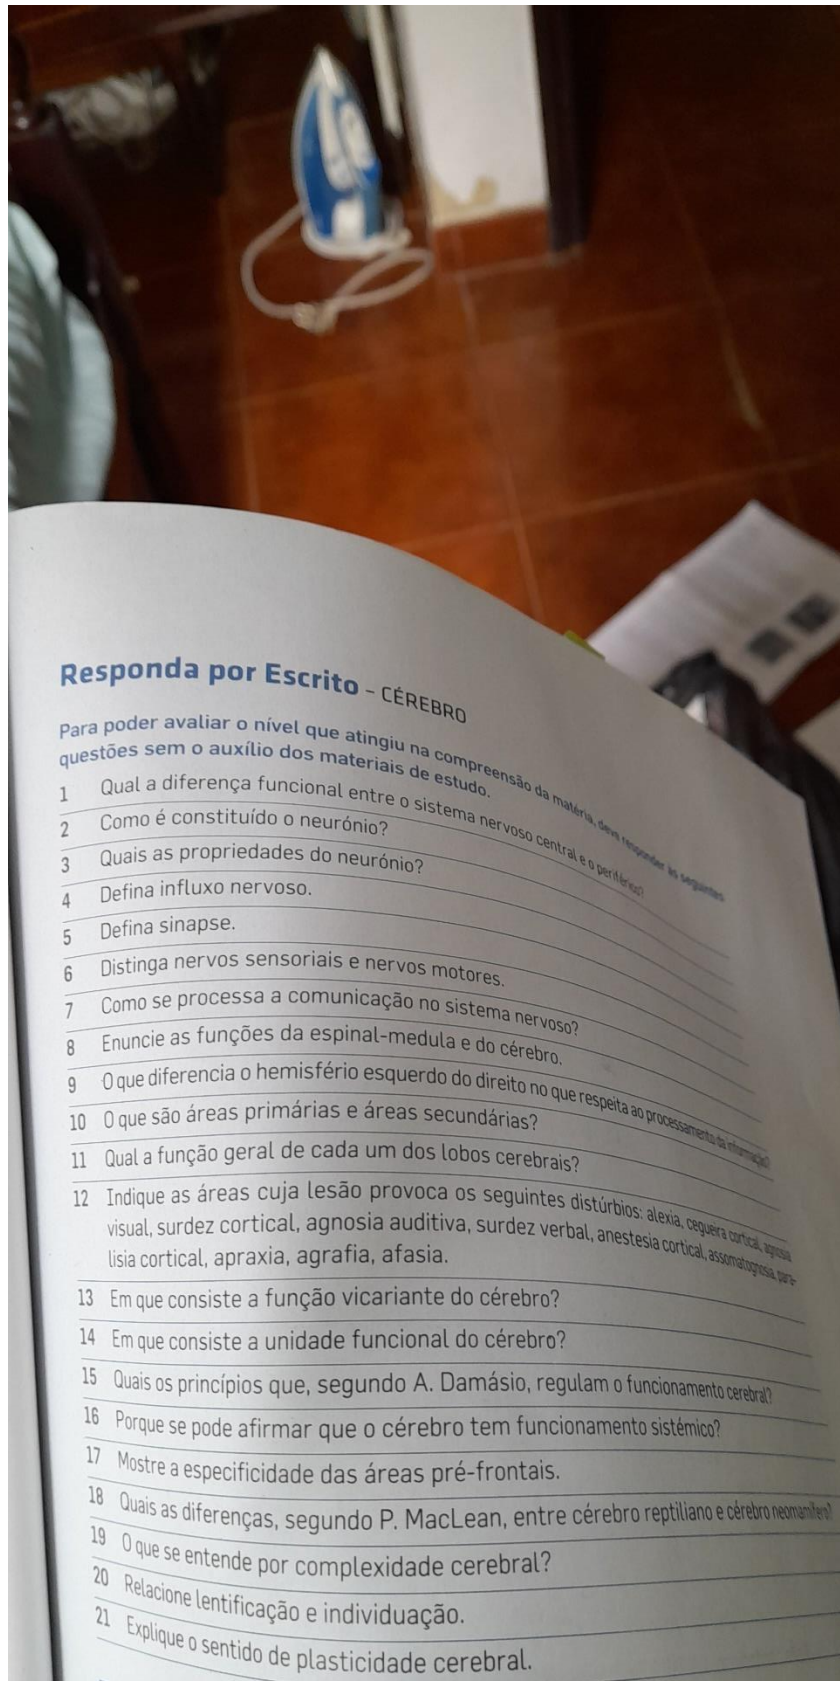 Responda por Escrito – CÉREBRO
Para poder avaliar o nível que atingiu na compreensão da matéria, deve responder às seguintes
questões sem o auxílio dos materiais de estudo.
1 Qual a diferença funcional entre o sistema nervoso central e o periférico?
2 Como é constituído o neurónio?
3 Quais as propriedades do neurónio?
4 Defina influxo nervoso.
5 Defina sinapse.
6 Distinga nervos sensoriais e nervos motores.
7 Como se processa a comunicação no sistema nervoso?
8 Enuncie as funções da espinal-medula e do cérebro.
9 O que diferencia o hemisfério esquerdo do direito no que respeita ao processamento da informação?
10 O que são áreas primárias e áreas secundárias?
11 Qual a função geral de cada um dos lobos cerebrais?
12 Indique as áreas cuja lesão provoca os seguintes distúrbios: alexia, cegueira cortical, agnosia
visual, surdez cortical, agnosia auditiva, surdez verbal, anestesia cortical, assomatognosia, para-
lisia cortical, apraxia, agrafia, afasia.
13 Em que consiste a função vicariante do cérebro?
14 Em que consiste a unidade funcional do cérebro?
15 Quais os princípios que, segundo A. Damásio, regulam o funcionamento cerebral?
16 Porque se pode afirmar que o cérebro tem funcionamento sistémico?
17 Mostre a especificidade das áreas pré-frontais.
18 Quais as diferenças, segundo P. MacLean, entre cérebro reptiliano e cérebro neomamífero?
19 O que se entende por complexidade cerebral?
20 Relacione lentificação e individuação.
21 Explique o sentido de plasticidade cerebral.